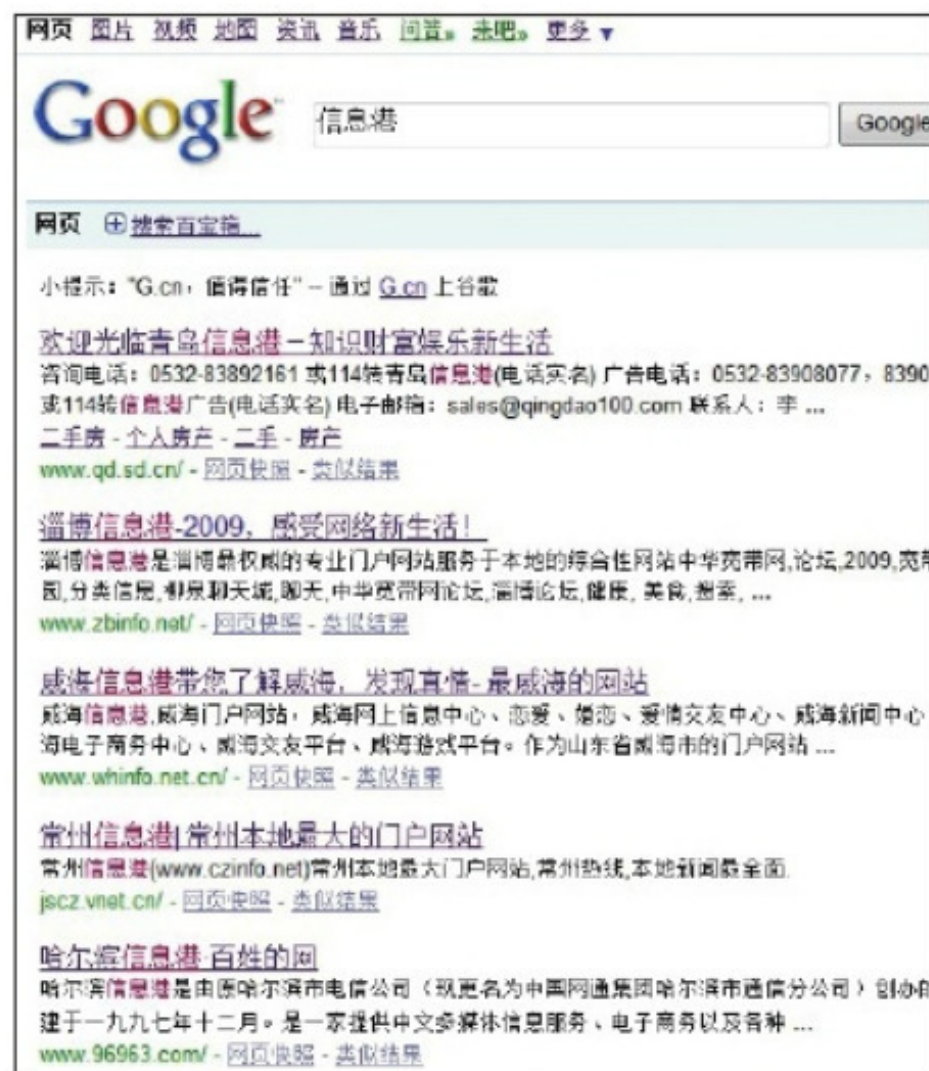 网页 图片 视频 地图 资讯 音乐 问答» 来吧» 更多 ▼
Google 信息港 Google
网页 搜索百宝箱...
小提示："G.cn，值得信任" – 通过 G.cn 上谷歌
欢迎光临青岛信息港－知识财富娱乐新生活
咨询电话：0532-83892161 或114转青岛信息港(电话实名) 广告电话：0532-83908077，8390
或114转信息港广告(电话实名) 电子邮箱：sales@qingdao100.com 联系人：李 ...
二手房 - 个人房产 - 二手 - 房产
www.qd.sd.cn/ - 网页快照 - 类似结果
淄博信息港-2009，感受网络新生活！
淄博信息港是淄博最权威的专业门户网站服务于本地的综合性网站中华宽带网,论坛,2009,宽带
园,分类信息,柳泉聊天城,聊天,中华宽带网论坛,淄博论坛,健康, 美食,搜索, ...
www.zbinfo.net/ - 网页快照 - 类似结果
威海信息港带您了解威海，发现真情- 最威海的网站
威海信息港,威海门户网站，威海网上信息中心、恋爱、婚恋、爱情交友中心、威海新闻中心
海电子商务中心、威海交友平台、威海游戏平台。作为山东省威海市的门户网站 ...
www.whinfo.net.cn/ - 网页快照 - 类似结果
常州信息港| 常州本地最大的门户网站
常州信息港(www.czinfo.net)常州本地最大门户网站,常州热线,本地新闻最全面.
jscz.vnet.cn/ - 网页快照 - 类似结果
哈尔滨信息港 百姓的网
哈尔滨信息港是由原哈尔滨市电信公司（现更名为中国网通集团哈尔滨市通信分公司）创办的
建于一九九七年十二月。是一家提供中文多媒体信息服务、电子商务以及各种 ...
www.96963.com/ - 网页快照 - 类似结果